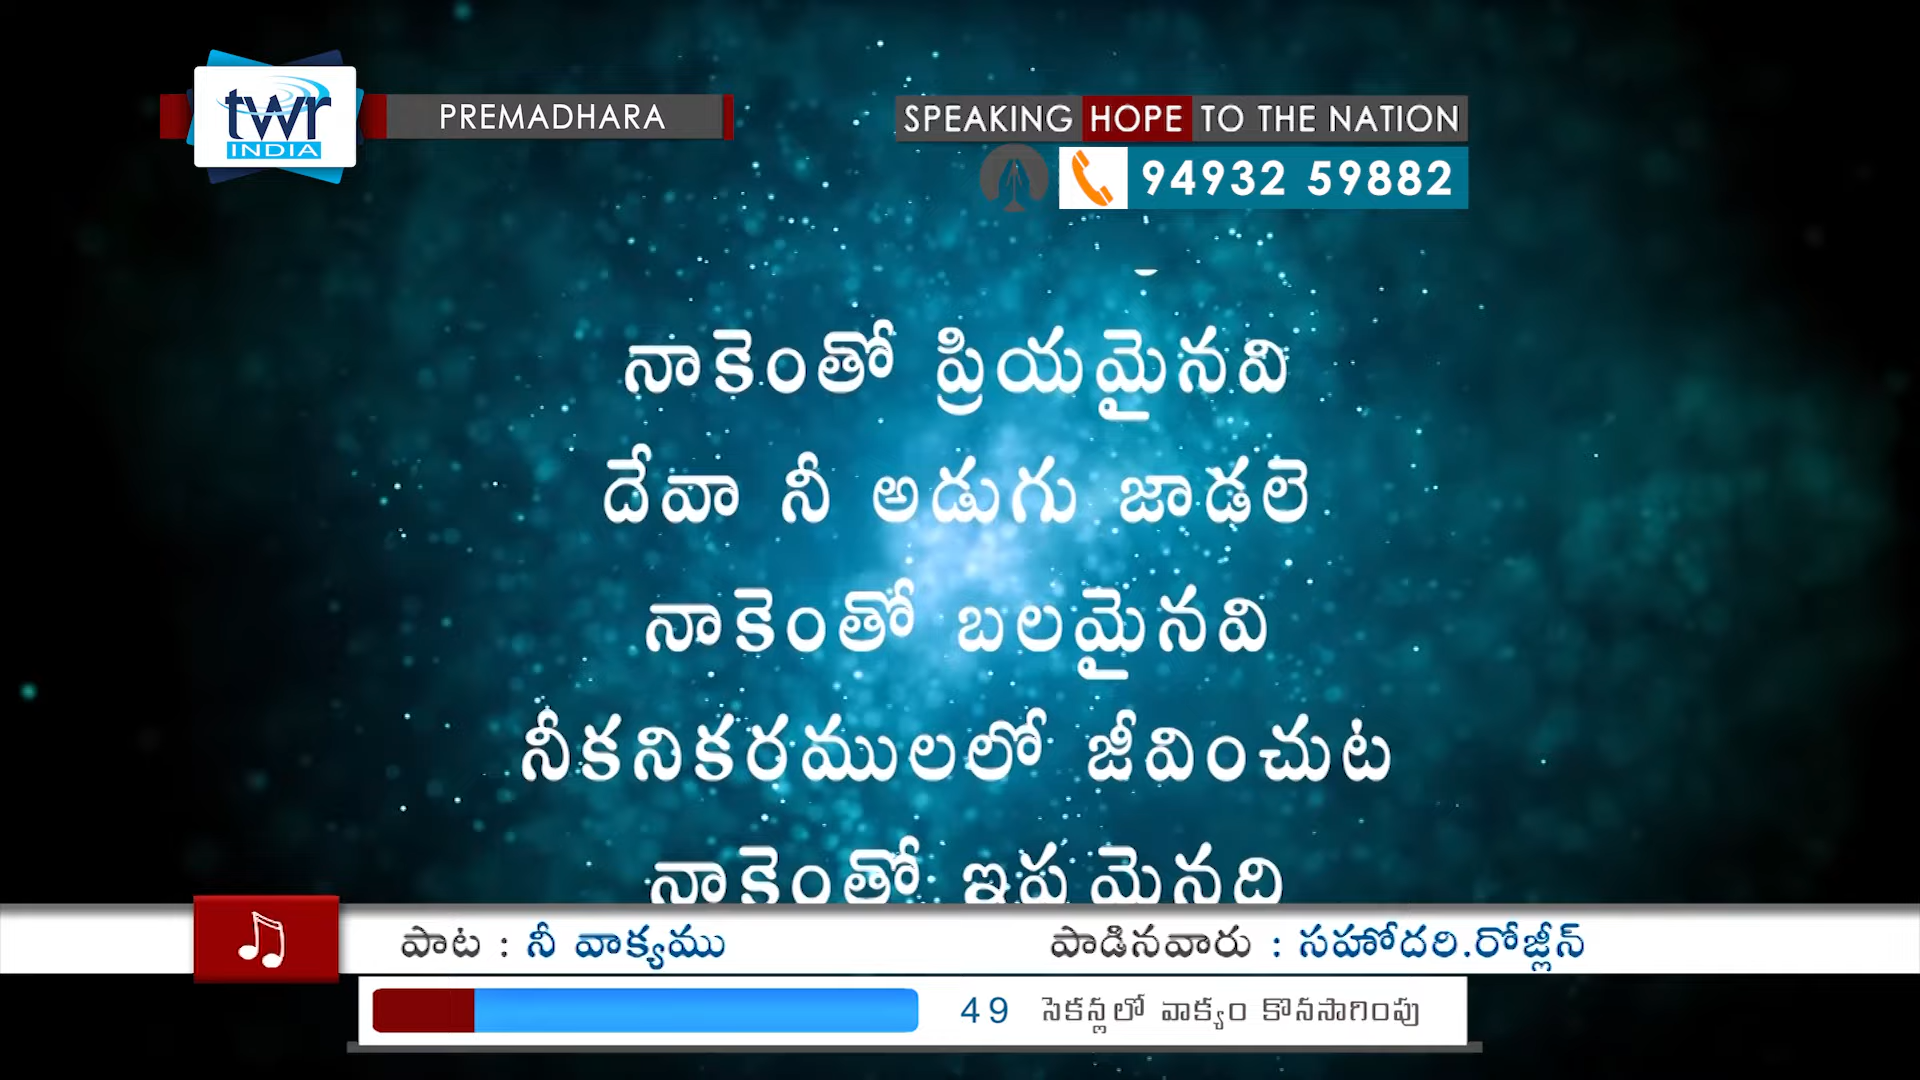 twr
INDIA
PREMADHARA
SPEAKING HOPE TO THE NATION
94932 59882
నాకెంతో ప్రియమైనవి
దేవా నీ అడుగు జాడలె
నాకెంతో బలమైనవి
నీకనికరములలో జీవించుట
నాకెంతో
పాట : నీ వాక్యము
పాడినవారు : సహోదరి.రోజ్లీన్
49 సెకన్లలో వాక్యం కొనసాగింపు